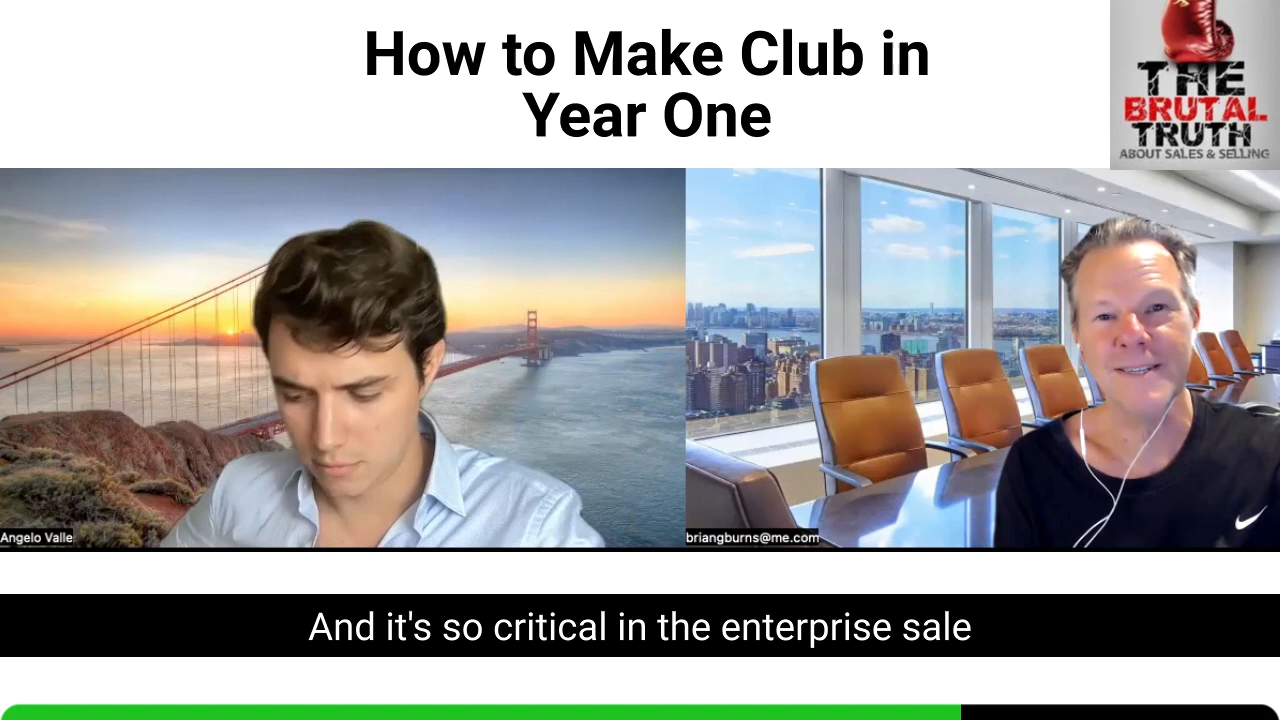 How to Make Club in
Year One
THE
BRUTAL
TRUTH
ABOUT SALES & SELLING
Angelo Valle
briangburns@me.com
And it's so critical in the enterprise sale